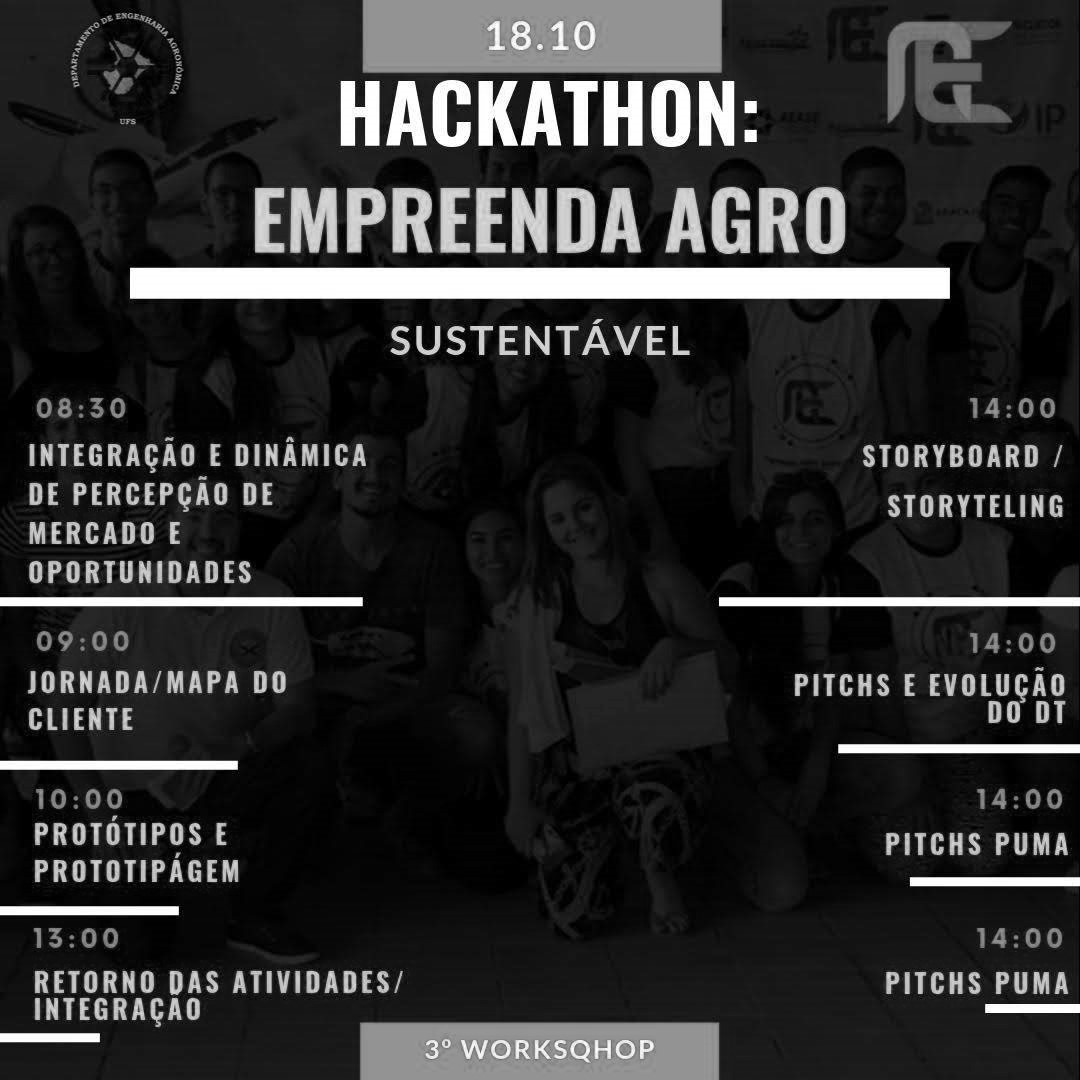 DEPARTAMENTO DE ENGENHARIA AGRONÔMICA
UFS
18.10
HACKATHON:
EMPREENDA AGRO
SUSTENTÁVEL
08:30
INTEGRAÇÃO E DINÂMICA
DE PERCEPÇÃO DE
MERCADO E
OPORTUNIDADES
09:00
JORNADA/MAPA DO
CLIENTE
10:00
PROTÓTIPOS E
PROTOTIPÁGEM
13:00
RETORNO DAS ATIVIDADES/
INTEGRAÇÃO
14:00
STORYBOARD /
STORYTELING
14:00
PITCHS E EVOLUÇÃO
DO DT
14:00
PITCHS PUMA
14:00
PITCHS PUMA
3º WORKSQHOP